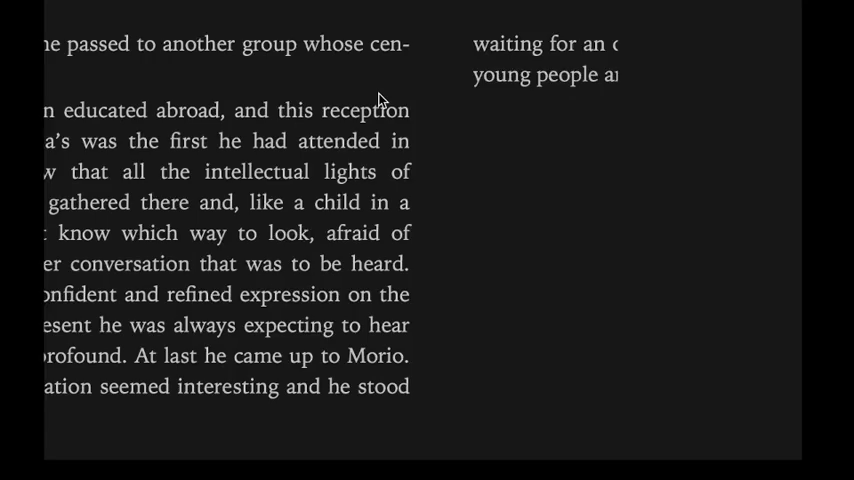 he passed to another group whose cen-
n educated abroad, and this reception
a’s was the first he had attended in
that all the intellectual lights of
gathered there and, like a child in a
know which way to look, afraid of
er conversation that was to be heard.
onfident and refined expression on the
esent he was always expecting to hear
profound. At last he came up to Morio.
ation seemed interesting and he stood
waiting for an
young people